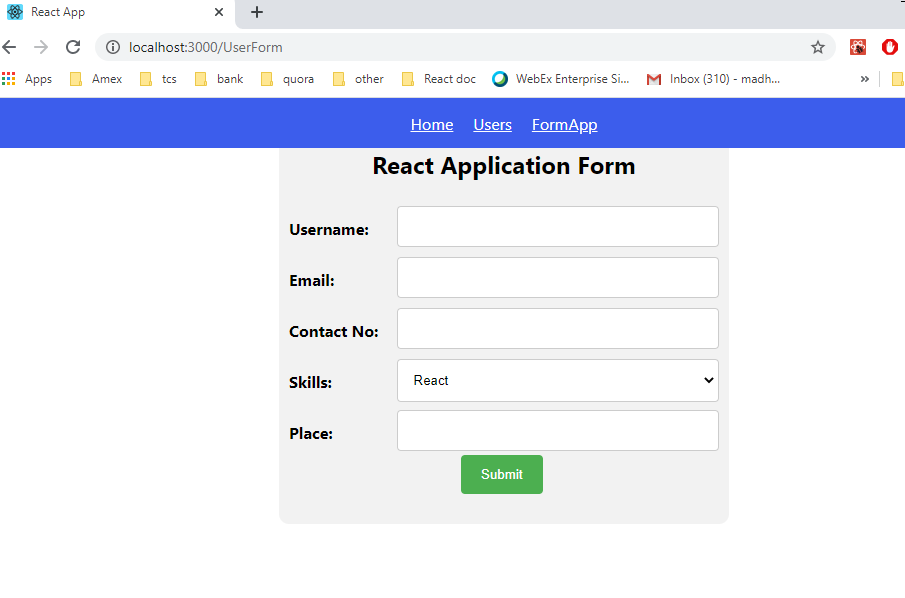 React App
localhost:3000/UserForm
Apps Amex tcs bank quora other React doc WebEx Enterprise Si... Inbox (310) - madh... »
Home Users FormApp
React Application Form
Username:
Email:
Contact No:
Skills: React
Place:
Submit